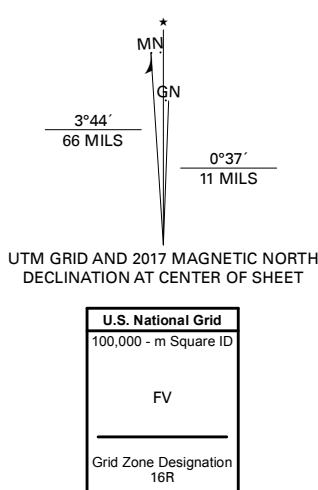 ★
MN
GN
3°44´
66 MILS
0°37´
11 MILS
UTM GRID AND 2017 MAGNETIC NORTH
DECLINATION AT CENTER OF SHEET
U.S. National Grid
100,000 - m Square ID
FV
Grid Zone Designation
16R